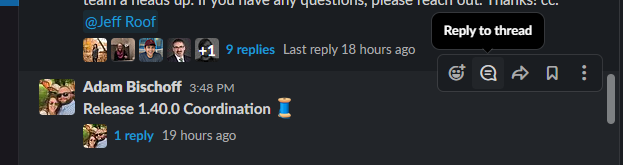 team a heads up. If you have any questions, please reach out. Thanks! cc:
@Jeff Roof
+1 9 replies Last reply 18 hours ago
Reply to thread
Adam Bischoff 3:48 PM
Release 1.40.0 Coordination 🧵
1 reply 19 hours ago